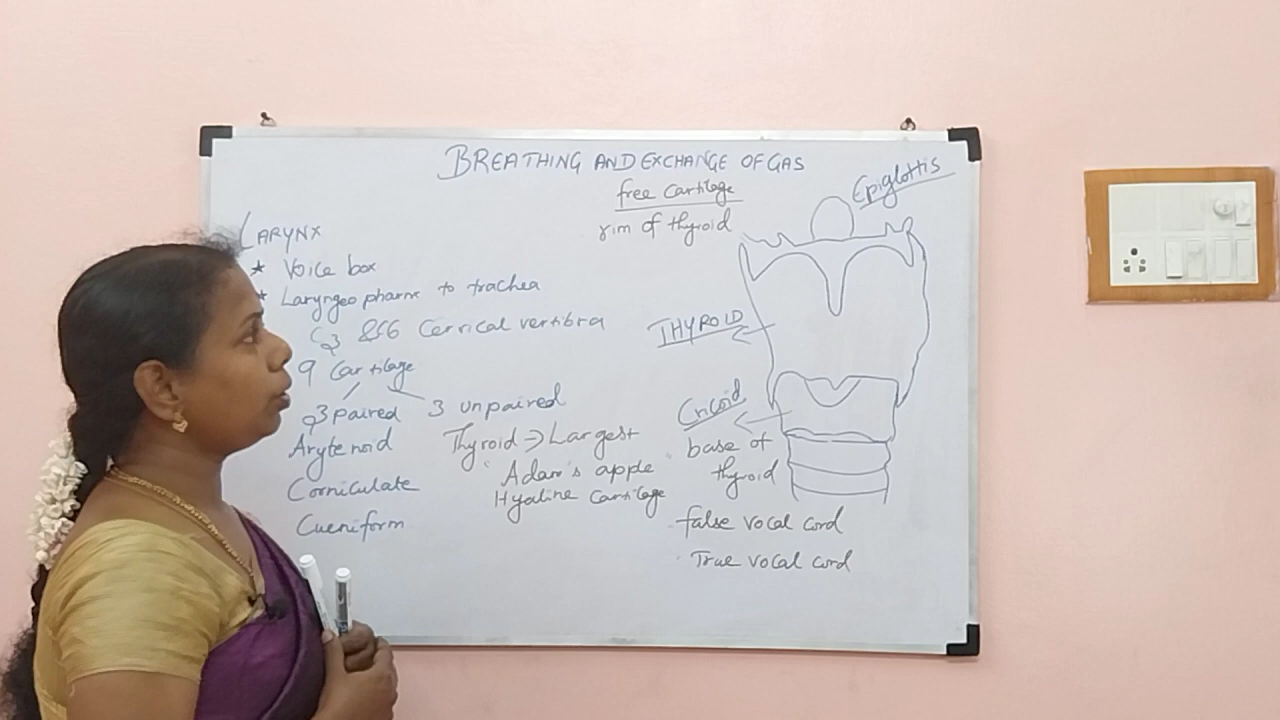 BREATHING AND EXCHANGE OF GAS
free cartilage
rim of thyroid
Epiglottis
LARYNX
* Voice box
* Laryngeo pharnx to trachea
C3 &C6 Cervical vertibra
9 Cartilage
3 paired
3 unpaired
Arytenoid
Corniculate
Cueniform
Thyroid => Largest
Adam's apple
Hyaline cartilage
THYROID
Cricoid
base of
thyroid
false vocal cord
True vocal cord